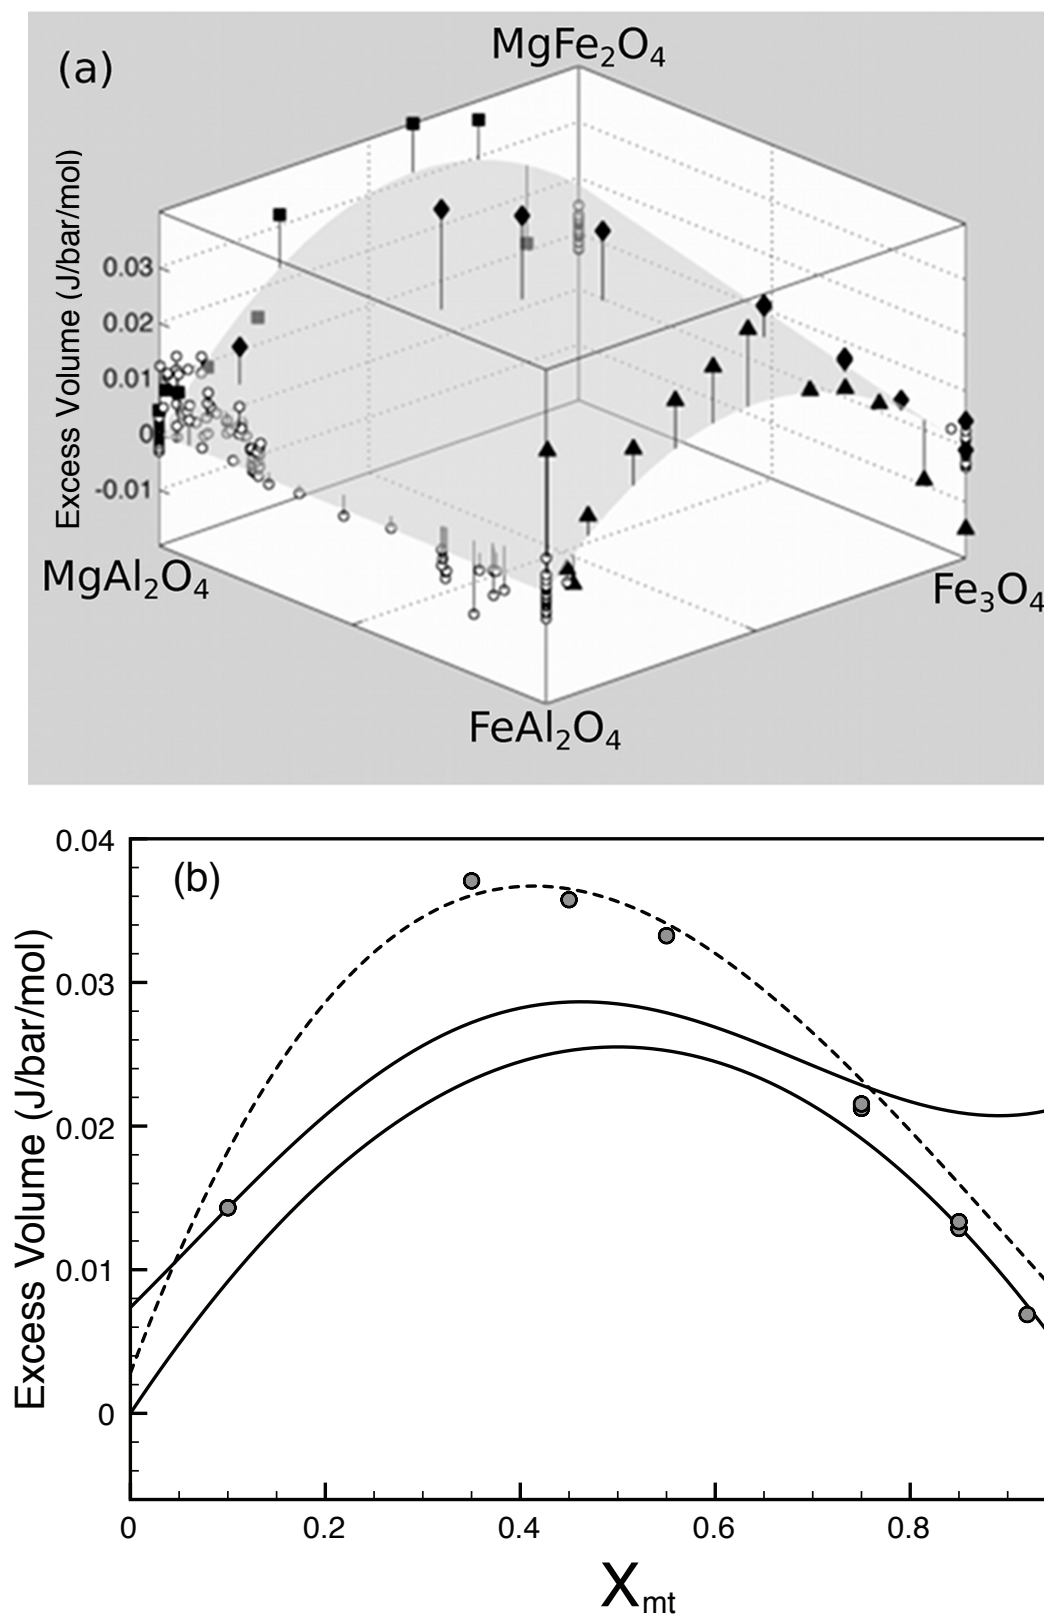 (a)
MgFe₂O₄
Excess Volume (J/bar/mol)
0.03
0.02
0.01
0
-0.01
MgAl₂O₄
Fe₃O₄
FeAl₂O₄
(b)
Excess Volume (J/bar/mol)
0.04
0.03
0.02
0.01
0
0 0.2 0.4 0.6 0.8
Xmt